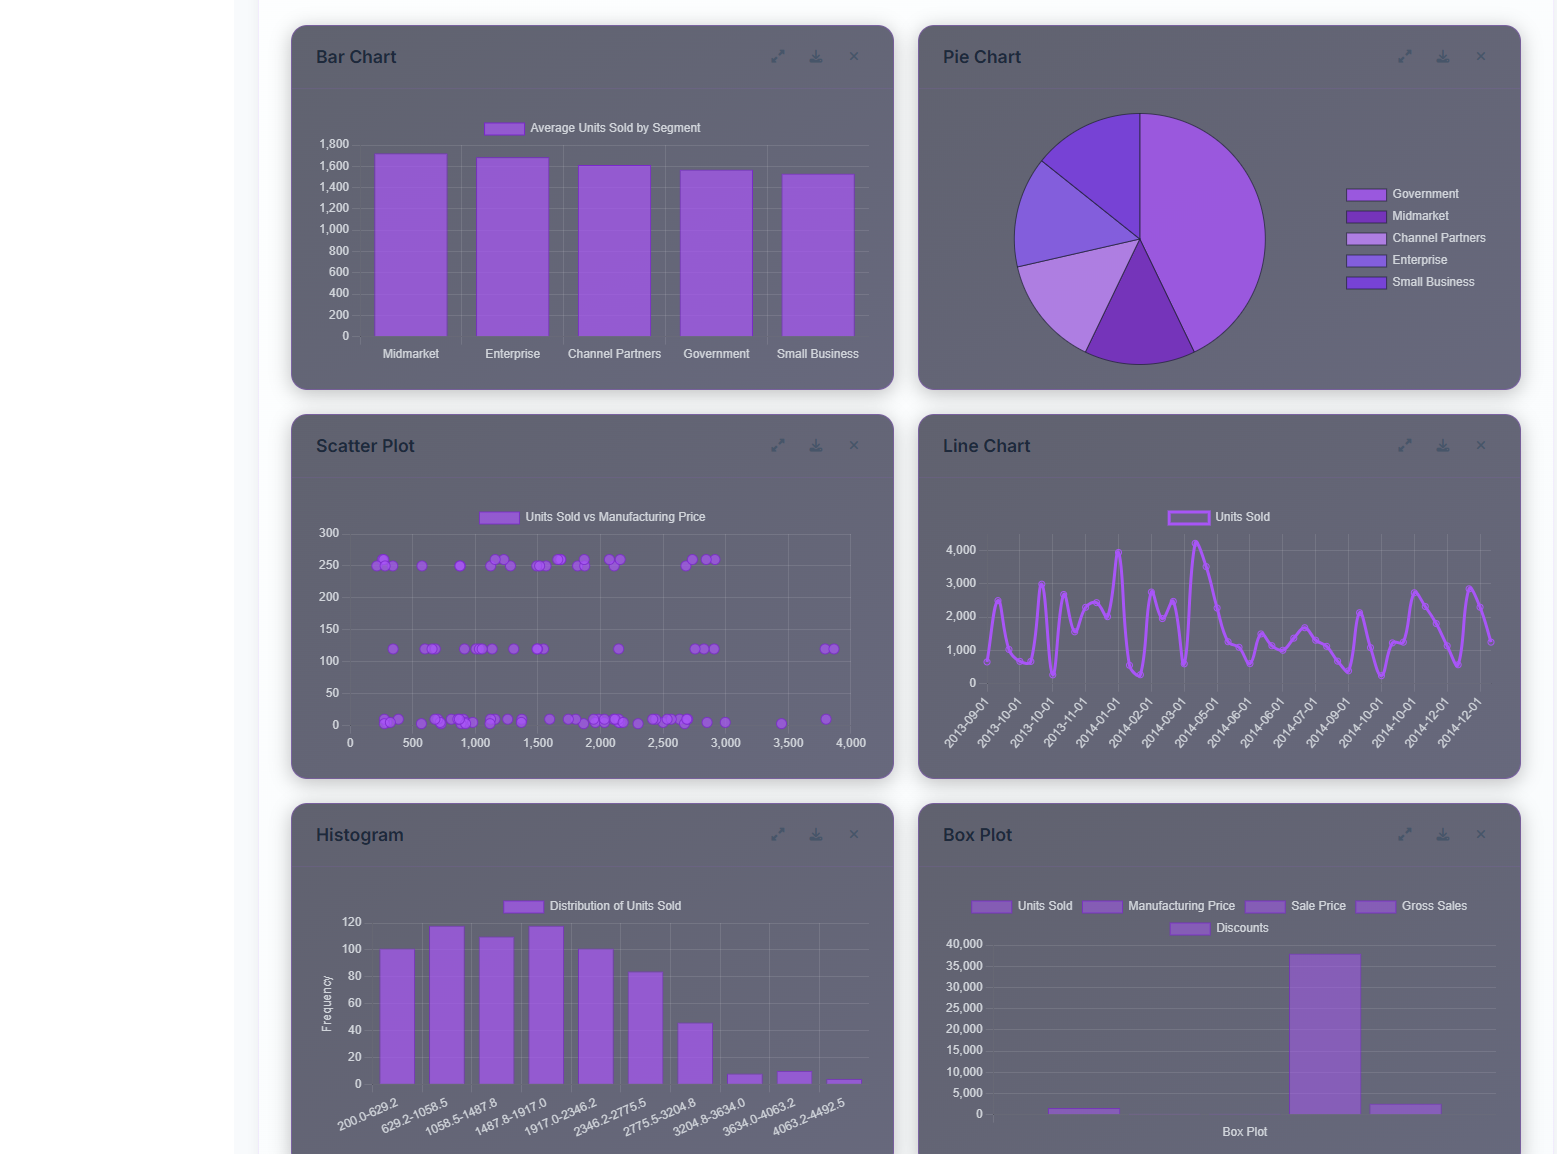 Bar Chart
Average Units Sold by Segment
1,800
1,600
1,400
1,200
1,000
800
600
400
200
0
Midmarket Enterprise Channel Partners Government Small Business
Pie Chart
Government
Midmarket
Channel Partners
Enterprise
Small Business
Scatter Plot
Units Sold vs Manufacturing Price
300
250
200
150
100
50
0
0 500 1,000 1,500 2,000 2,500 3,000 3,500 4,000
Line Chart
Units Sold
4,000
3,000
2,000
1,000
0
2013-09-01 2013-10-01 2013-10-01 2013-11-01 2014-01-01 2014-02-01 2014-03-01 2014-05-01 2014-06-01 2014-06-01 2014-07-01 2014-09-01 2014-10-01 2014-10-01 2014-12-01 2014-12-01
Histogram
Distribution of Units Sold
Frequency
120
100
80
60
40
20
0
200.0-629.2 629.2-1058.5 1058.5-1487.8 1487.8-1917.0 1917.0-2346.2 2346.2-2775.5 2775.5-3204.8 3204.8-3634.0 3634.0-4063.2 4063.2-4492.5
Box Plot
Units Sold Manufacturing Price Sale Price Gross Sales
Discounts
40,000
35,000
30,000
25,000
20,000
15,000
10,000
5,000
0
Box Plot